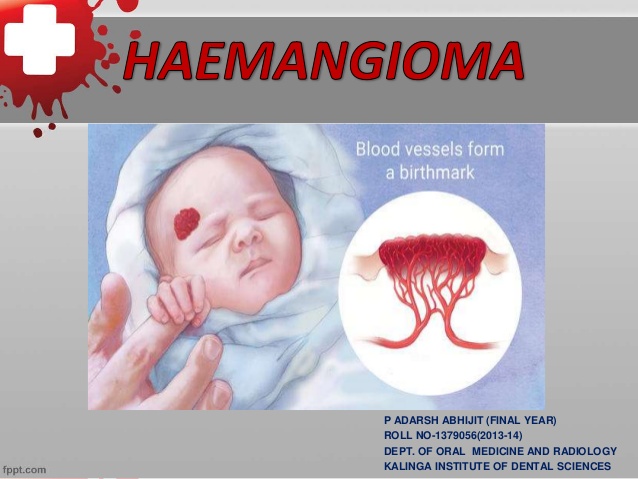 HAEMANGIOMA
Blood vessels form
a birthmark
P ADARSH ABHIJIT (FINAL YEAR)
ROLL NO-1379056(2013-14)
DEPT. OF ORAL MEDICINE AND RADIOLOGY
KALINGA INSTITUTE OF DENTAL SCIENCES
fppt.com